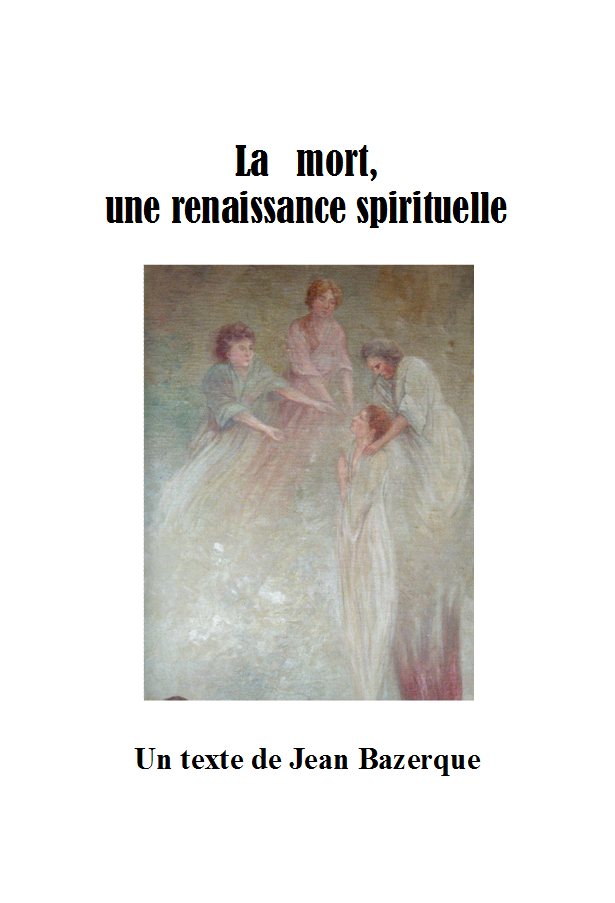 La mort,
une renaissance spirituelle
Un texte de Jean Bazerque